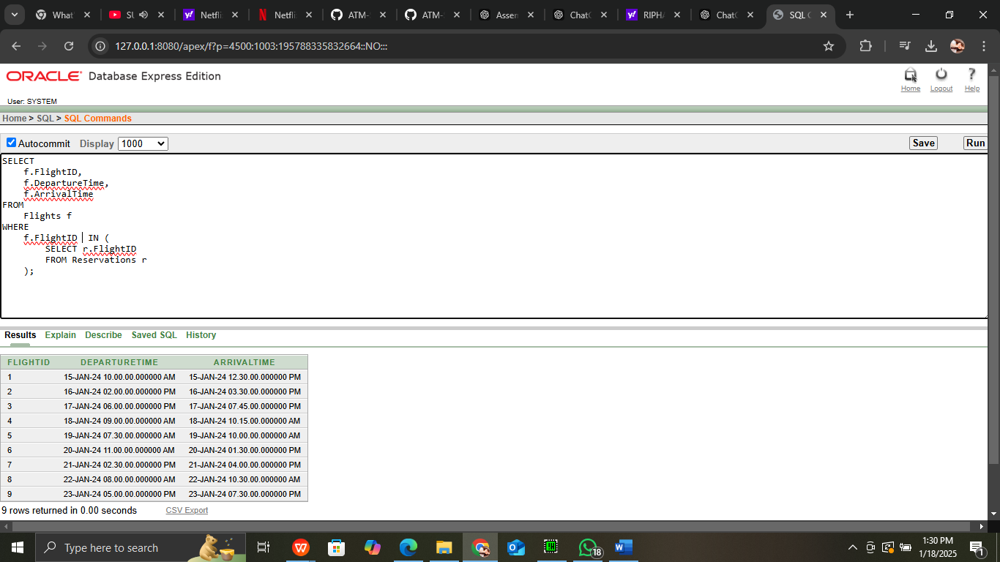 What'
SU
Netfli
Netfli
ATM-
ATM-
Assen
ChatG
RIPHA
ChatG
SQL C
127.0.0.1:8080/apex/f?p=4500:1003:195788335832664::NO:::
ORACLE Database Express Edition
Home Logout Help
User: SYSTEM
Home > SQL > SQL Commands
Autocommit Display 1000 Save Run
SELECT
f.FlightID,
f.DepartureTime,
f.ArrivalTime
FROM
Flights f
WHERE
f.FlightID IN (
SELECT r.FlightID
FROM Reservations r
);
Results Explain Describe Saved SQL History
FLIGHTID DEPARTURETIME ARRIVALTIME
1 15-JAN-24 10.00.00.000000 AM 15-JAN-24 12.30.00.000000 PM
2 16-JAN-24 02.00.00.000000 PM 16-JAN-24 03.30.00.000000 PM
3 17-JAN-24 06.00.00.000000 PM 17-JAN-24 07.45.00.000000 PM
4 18-JAN-24 09.00.00.000000 AM 18-JAN-24 10.15.00.000000 AM
5 19-JAN-24 07.30.00.000000 AM 19-JAN-24 10.00.00.000000 AM
6 20-JAN-24 11.00.00.000000 AM 20-JAN-24 01.30.00.000000 PM
7 21-JAN-24 02.30.00.000000 PM 21-JAN-24 04.00.00.000000 PM
8 22-JAN-24 08.00.00.000000 AM 22-JAN-24 10.30.00.000000 AM
9 23-JAN-24 05.00.00.000000 PM 23-JAN-24 07.30.00.000000 PM
9 rows returned in 0.00 seconds CSV Export
Type here to search
18
1:30 PM
1/18/2025
1